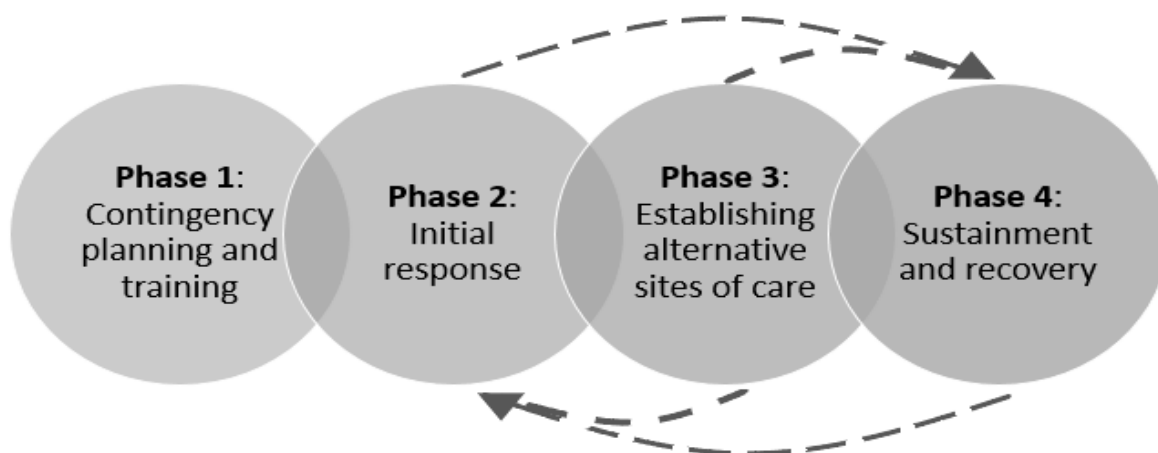 Phase 1:
Contingency
planning and
training
Phase 2:
Initial
response
Phase 3:
Establishing
alternative
sites of care
Phase 4:
Sustainment
and recovery